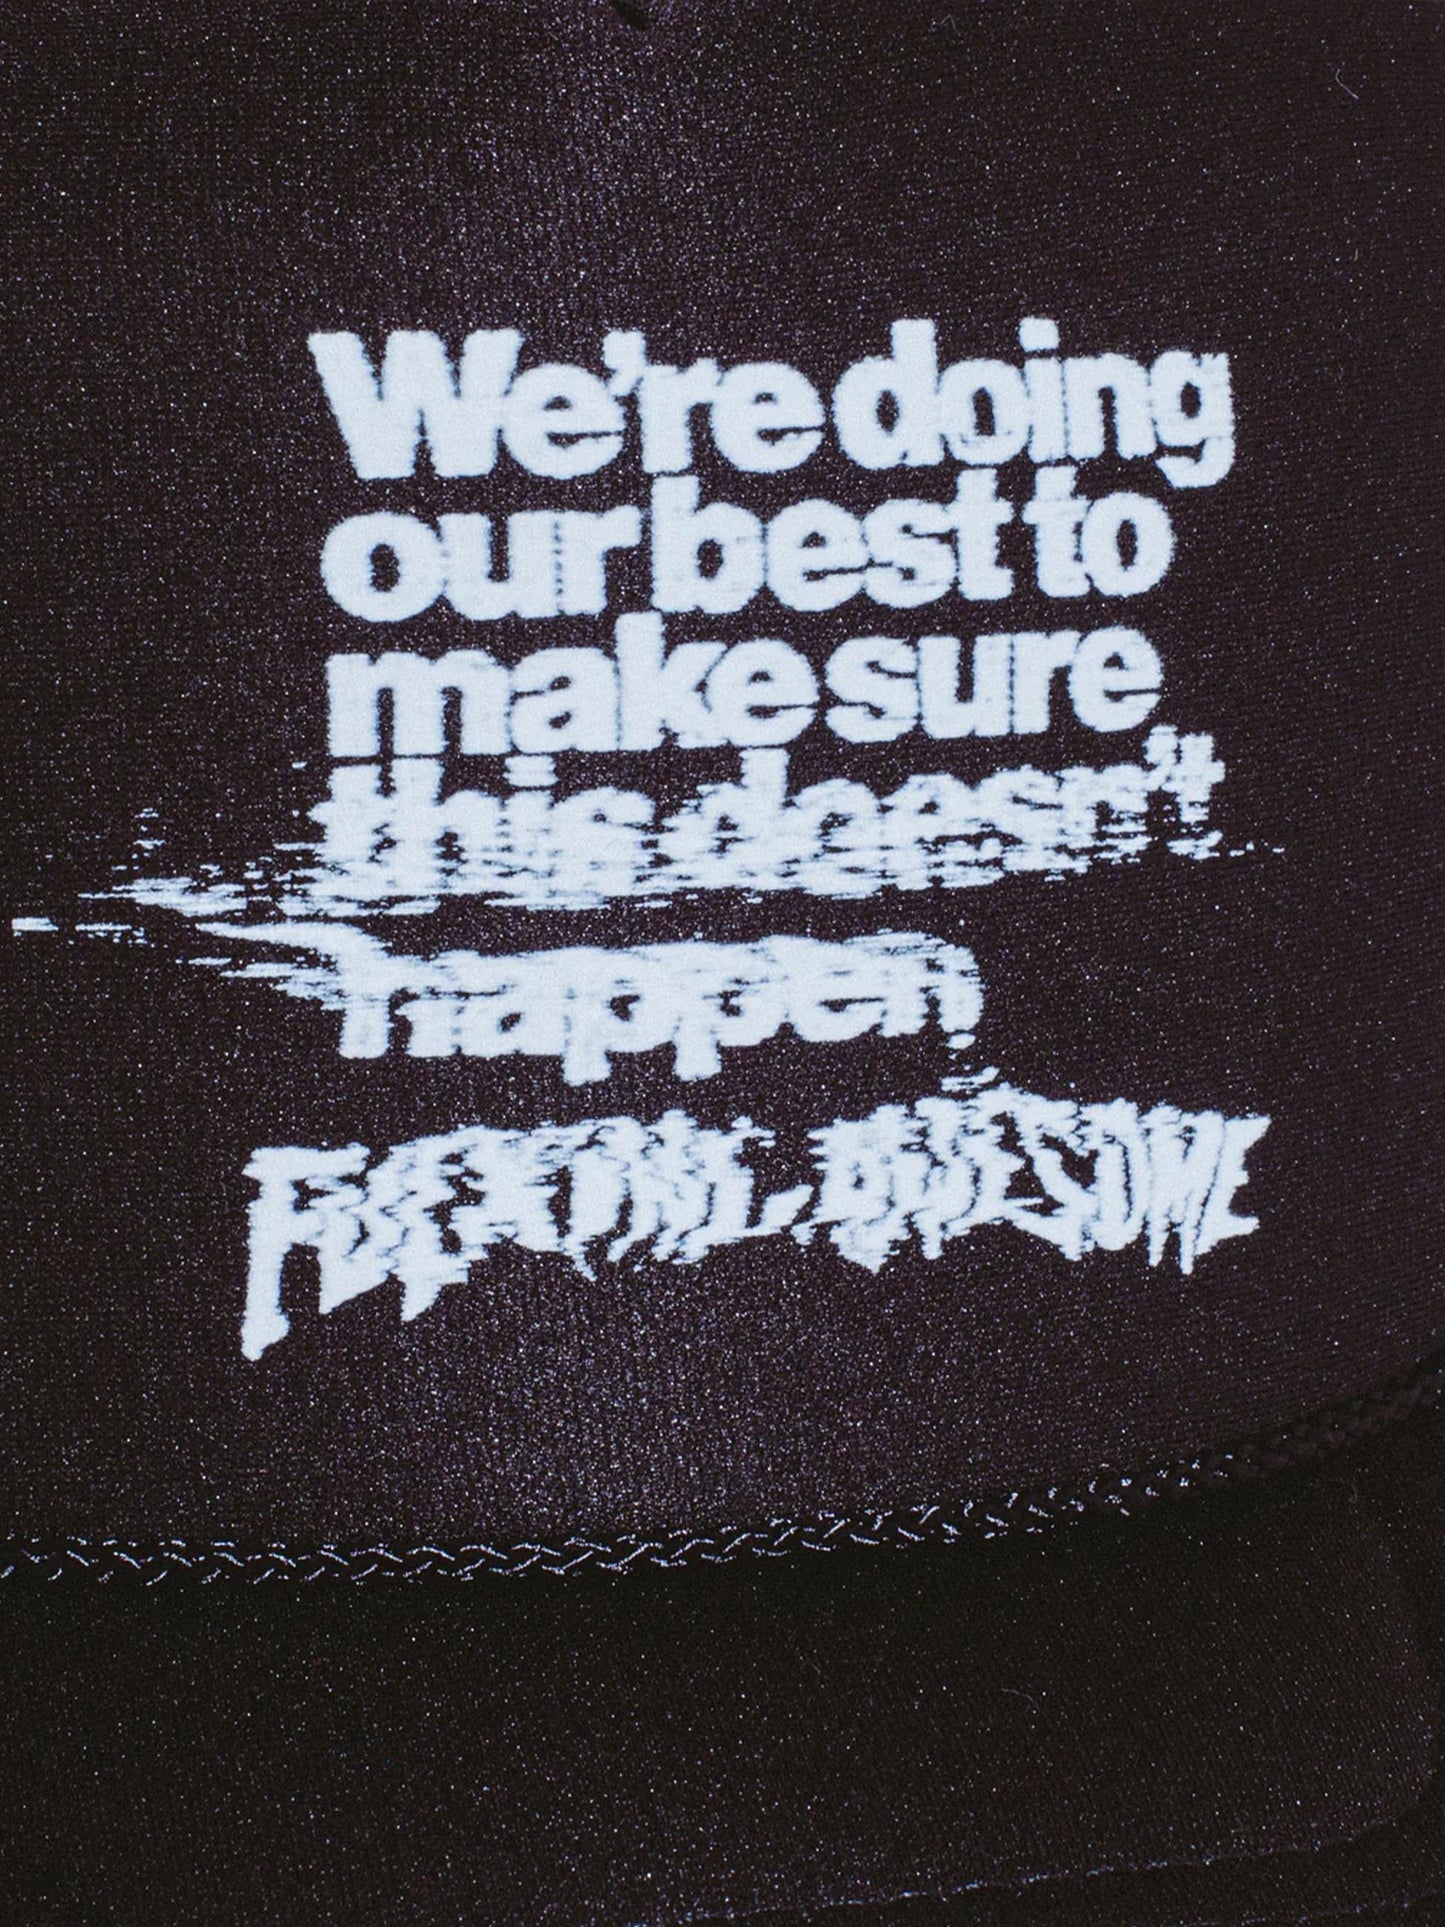 We're doing
our best to
make sure
this doesn't
happen
FUCKING AWESOME